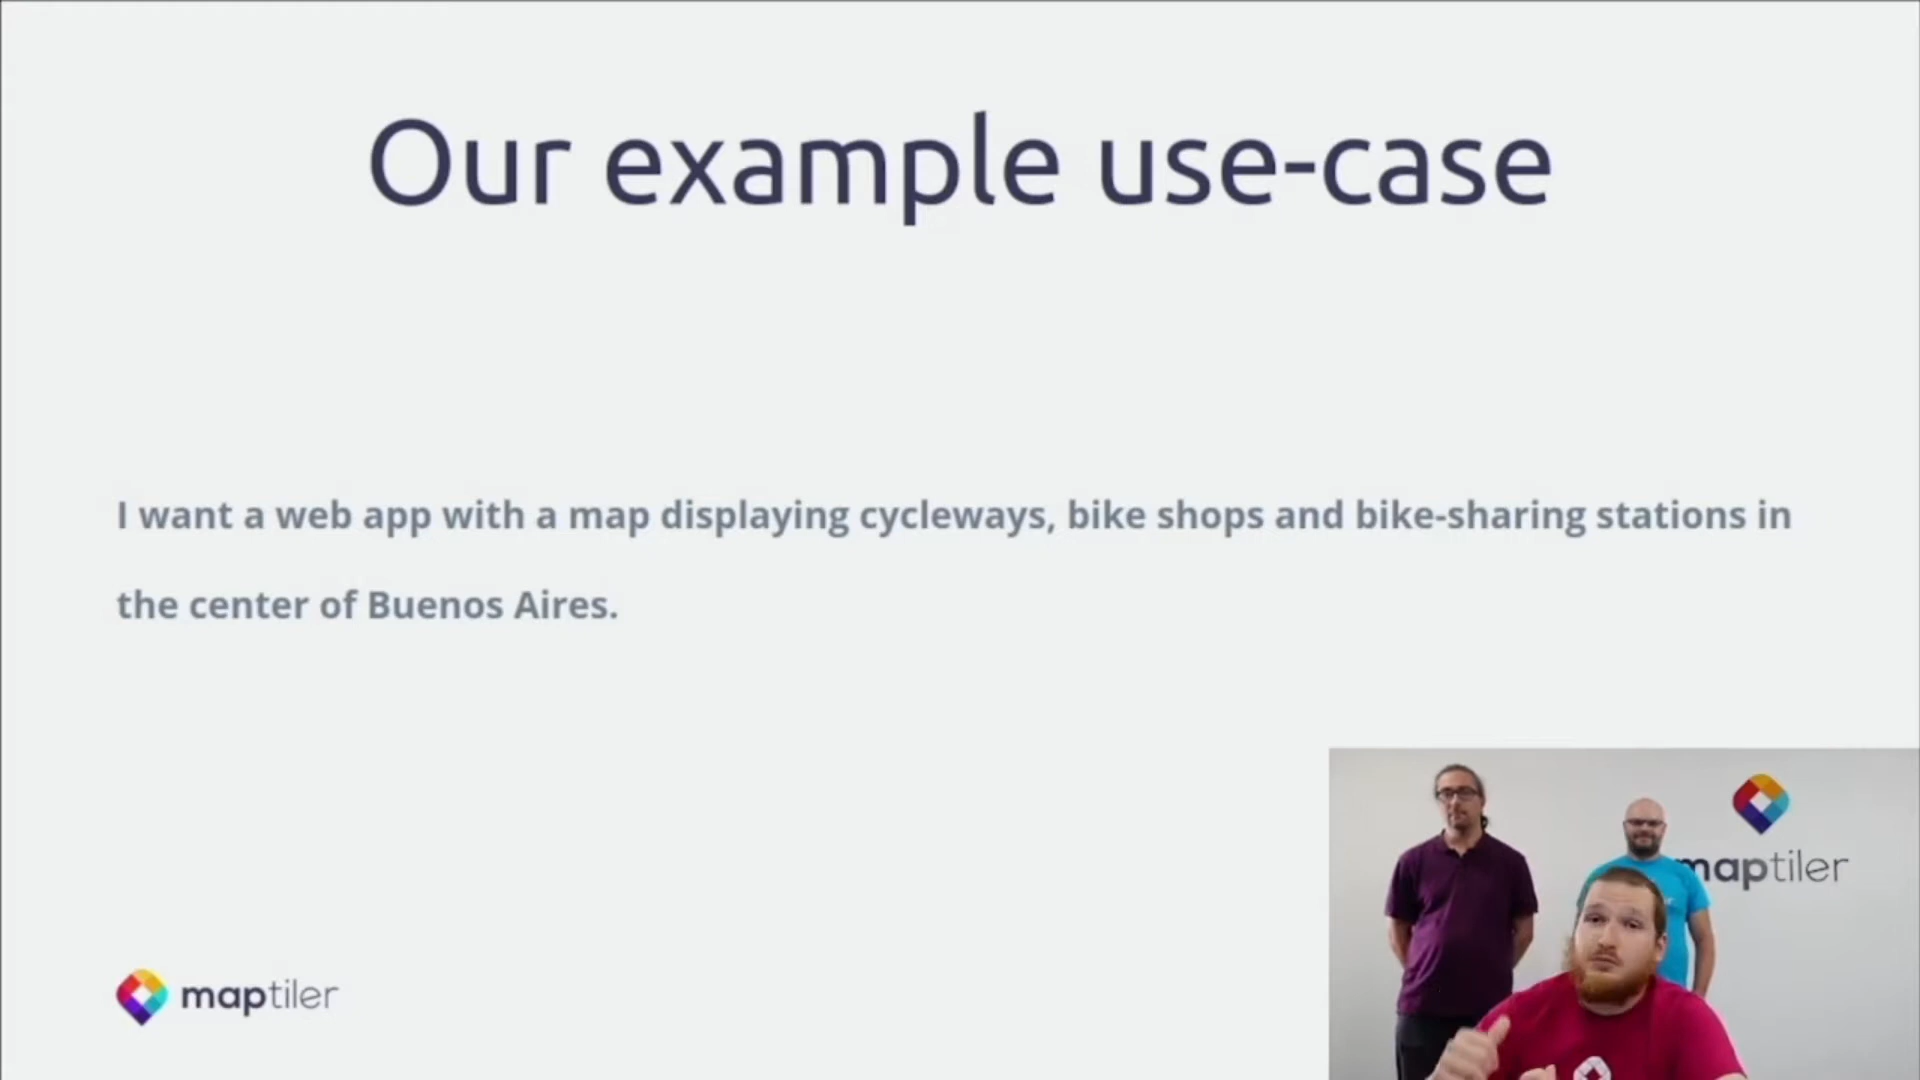 Our example use-case
I want a web app with a map displaying cycleways, bike shops and bike-sharing stations in
the center of Buenos Aires.
maptiler
maptiler